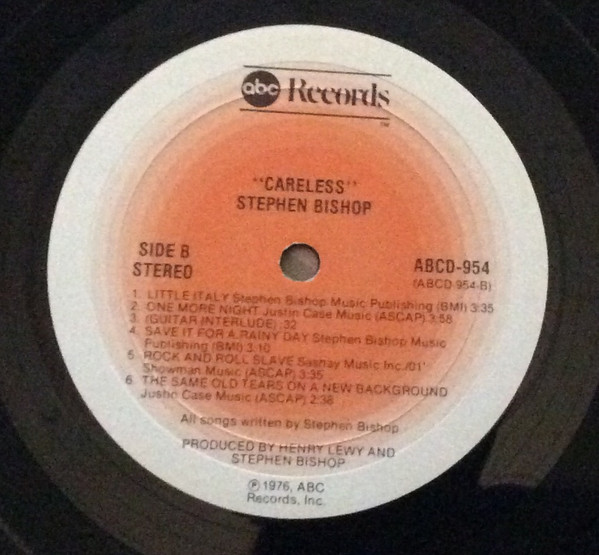 abc Records
TM
"CARELESS"
STEPHEN BISHOP
SIDE B
STEREO
ABCD-954
(ABCD 954-B)
1. LITTLE ITALY Stephen Bishop Music Publishing (BMI) 3:35
2. ONE MORE NIGHT Justin Case Music (ASCAP) 3:58
3. (GUITAR INTERLUDE) :32
4. SAVE IT FOR A RAINY DAY Stephen Bishop Music
Publishing (BMI) 3:10
5. ROCK AND ROLL SLAVE Sashay Music Inc./01'
Showman Music (ASCAP) 3:35
6. THE SAME OLD TEARS ON A NEW BACKGROUND
Justin Case Music (ASCAP) 2:38
All songs written by Stephen Bishop
PRODUCED BY HENRY LEWY AND
STEPHEN BISHOP
℗ 1976, ABC
Records, Inc.